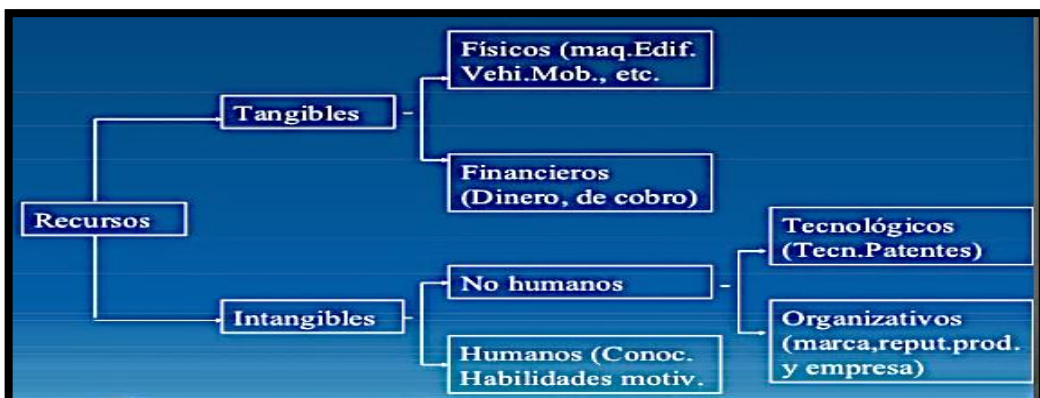 Físicos (maq.Edif.
Vehi.Mob., etc.
Tangibles
Financieros
(Dinero, de cobro)
Recursos
Tecnológicos
(Tecn.Patentes)
No humanos
Intangibles
Organizativos
(marca,reput.prod.
y empresa)
Humanos (Conoc.
Habilidades motiv.